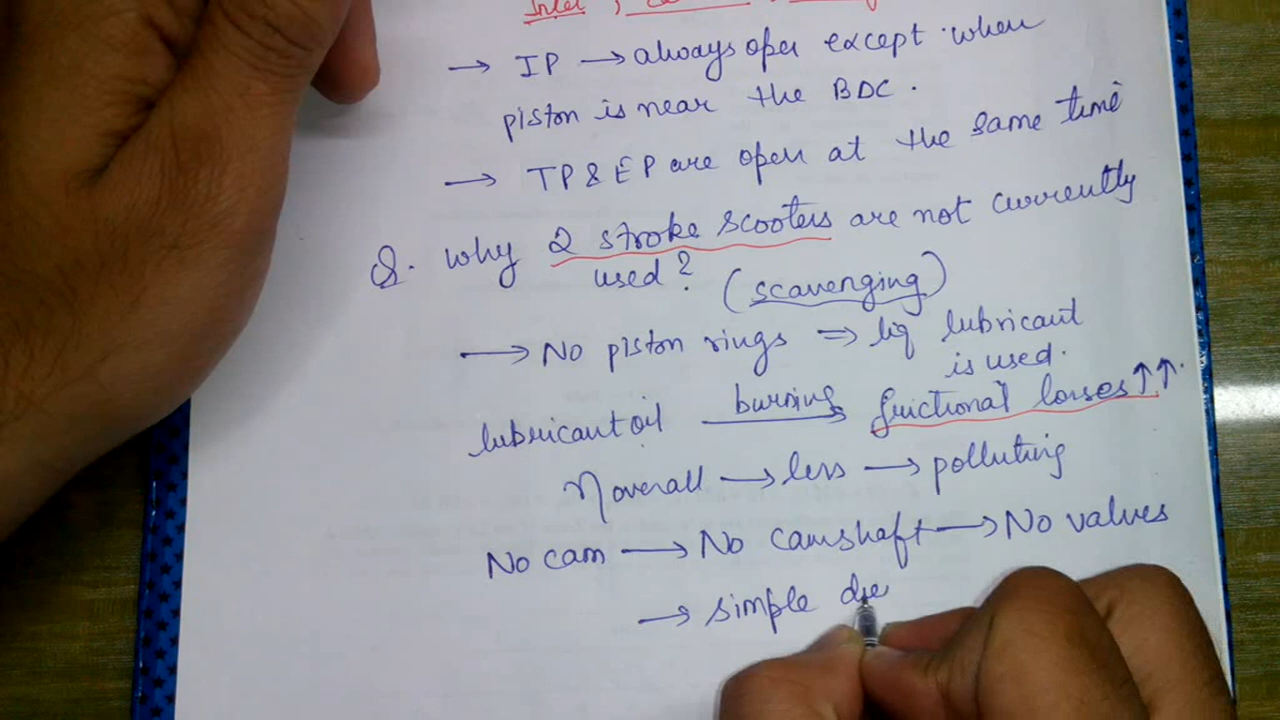 Inlet,
→ IP → always open except when
piston is near the BDC.
→ TP & EP are open at the same time
Q. Why 2 stroke scooters are not currently
used? (scavenging)
→ No piston rings ⇒ liq lubricant
is used.
lubricant oil burning → frictional losses ↑↑.
η overall → less → polluting
No cam → No camshaft → No valves
→ simple de